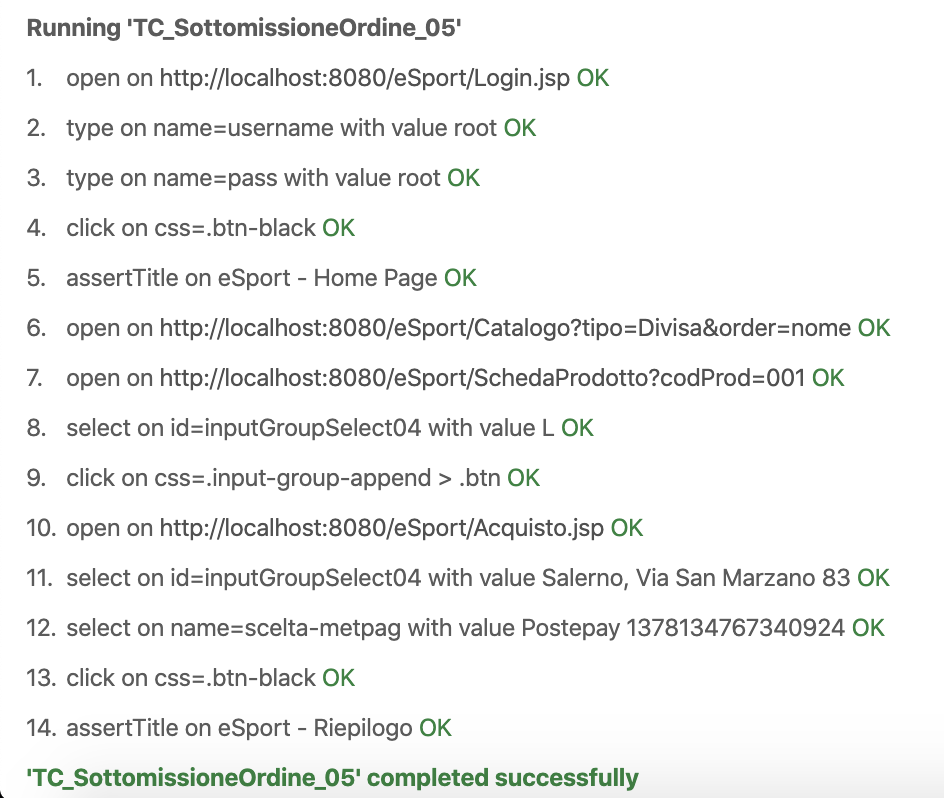 Running 'TC_SottomissioneOrdine_05'
1. open on http://localhost:8080/eSport/Login.jsp OK
2. type on name=username with value root OK
3. type on name=pass with value root OK
4. click on css=.btn-black OK
5. assertTitle on eSport - Home Page OK
6. open on http://localhost:8080/eSport/Catalogo?tipo=Divisa&order=nome OK
7. open on http://localhost:8080/eSport/SchedaProdotto?codProd=001 OK
8. select on id=inputGroupSelect04 with value L OK
9. click on css=.input-group-append > .btn OK
10. open on http://localhost:8080/eSport/Acquisto.jsp OK
11. select on id=inputGroupSelect04 with value Salerno, Via San Marzano 83 OK
12. select on name=scelta-metpag with value Postepay 1378134767340924 OK
13. click on css=.btn-black OK
14. assertTitle on eSport - Riepilogo OK
'TC_SottomissioneOrdine_05' completed successfully